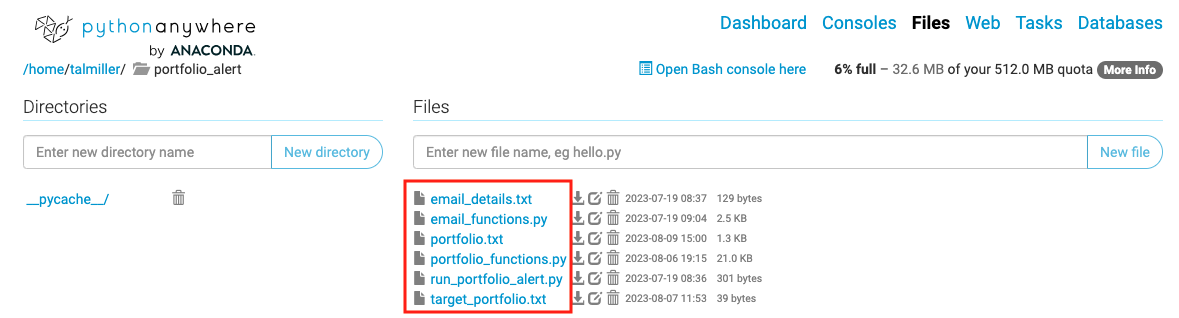 pythonanywhere
by ANACONDA.
Dashboard Consoles Files Web Tasks Databases
/home/talmiller/ portfolio_alert
Open Bash console here 6% full – 32.6 MB of your 512.0 MB quota More Info
Directories
Enter new directory name New directory
__pycache__/
Files
Enter new file name, eg hello.py New file
email_details.txt 2023-07-19 08:37 129 bytes
email_functions.py 2023-07-19 09:04 2.5 KB
portfolio.txt 2023-08-09 15:00 1.3 KB
portfolio_functions.py 2023-08-06 19:15 21.0 KB
run_portfolio_alert.py 2023-07-19 08:36 301 bytes
target_portfolio.txt 2023-08-07 11:53 39 bytes